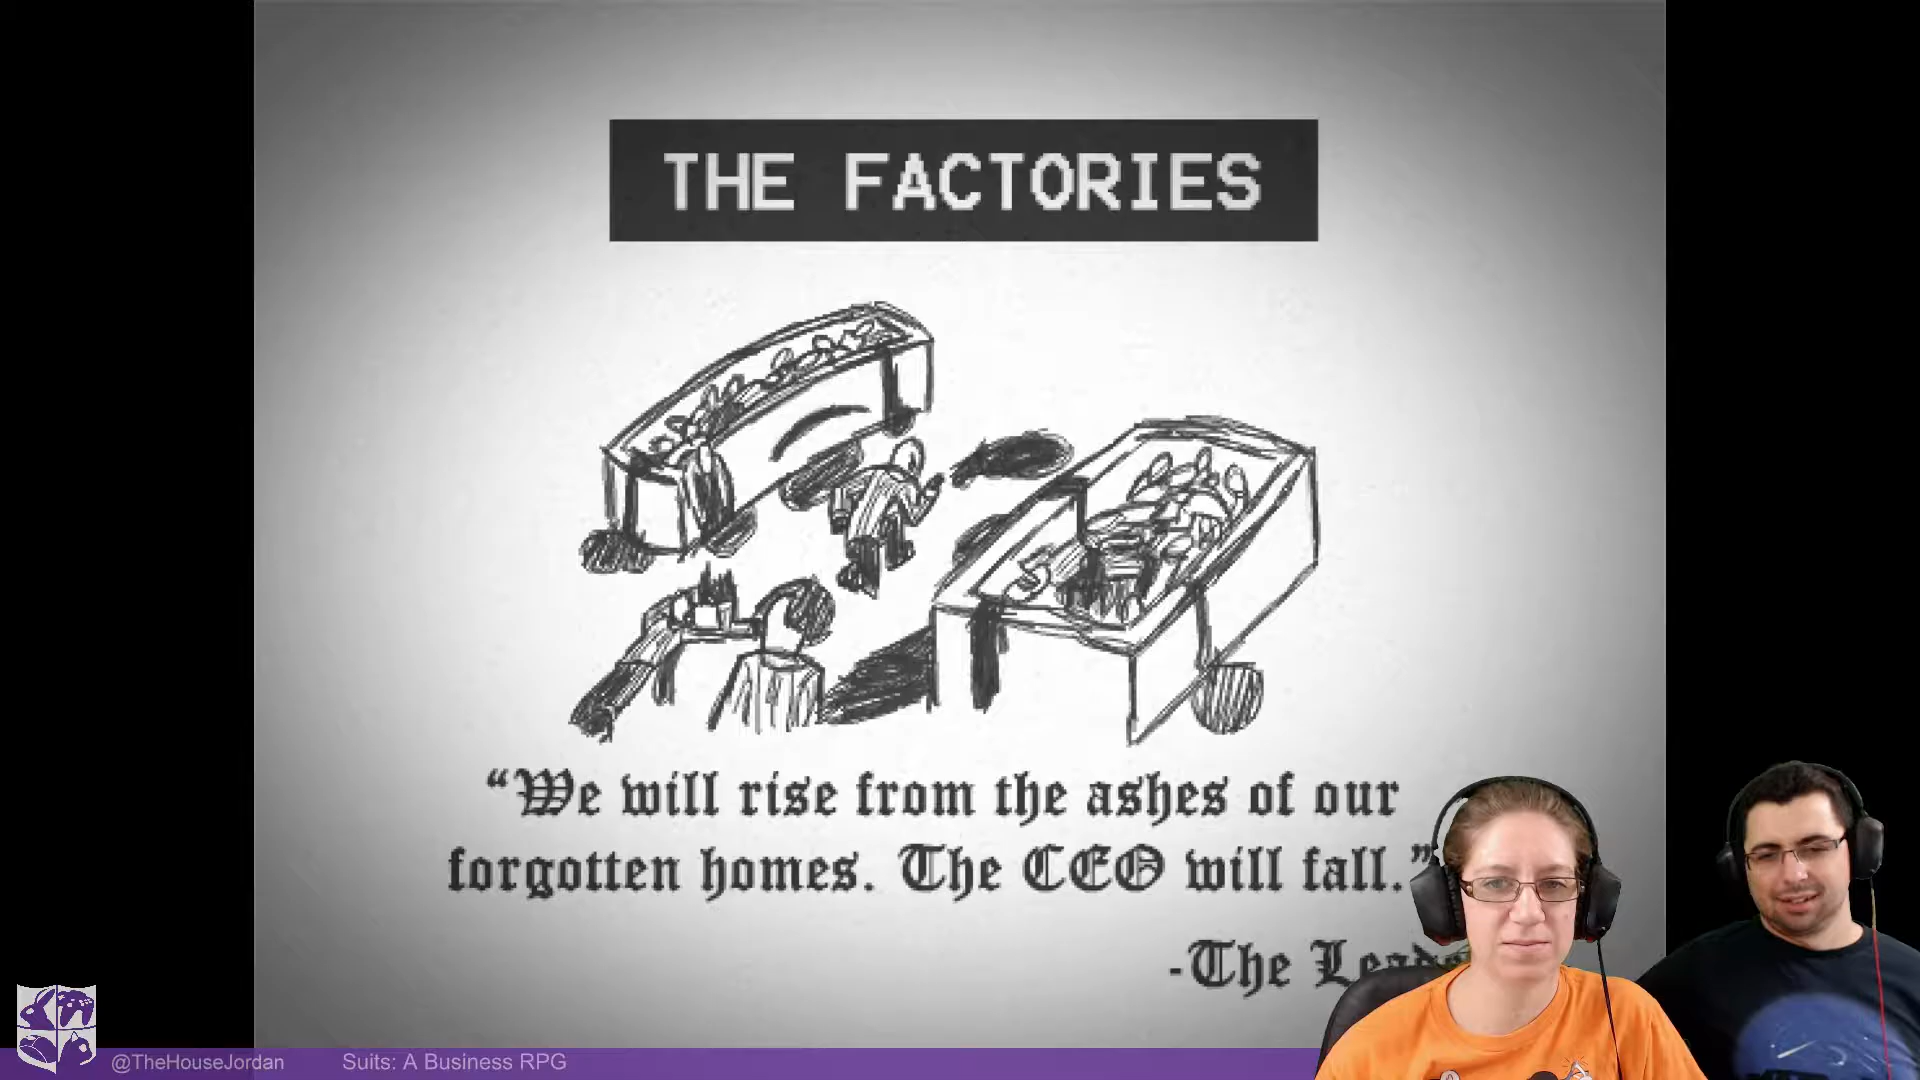 THE FACTORIES
“We will rise from the ashes of our
forgotten homes. The CEO will fall.”
-The
@TheHouseJordan
Suits: A Business RPG